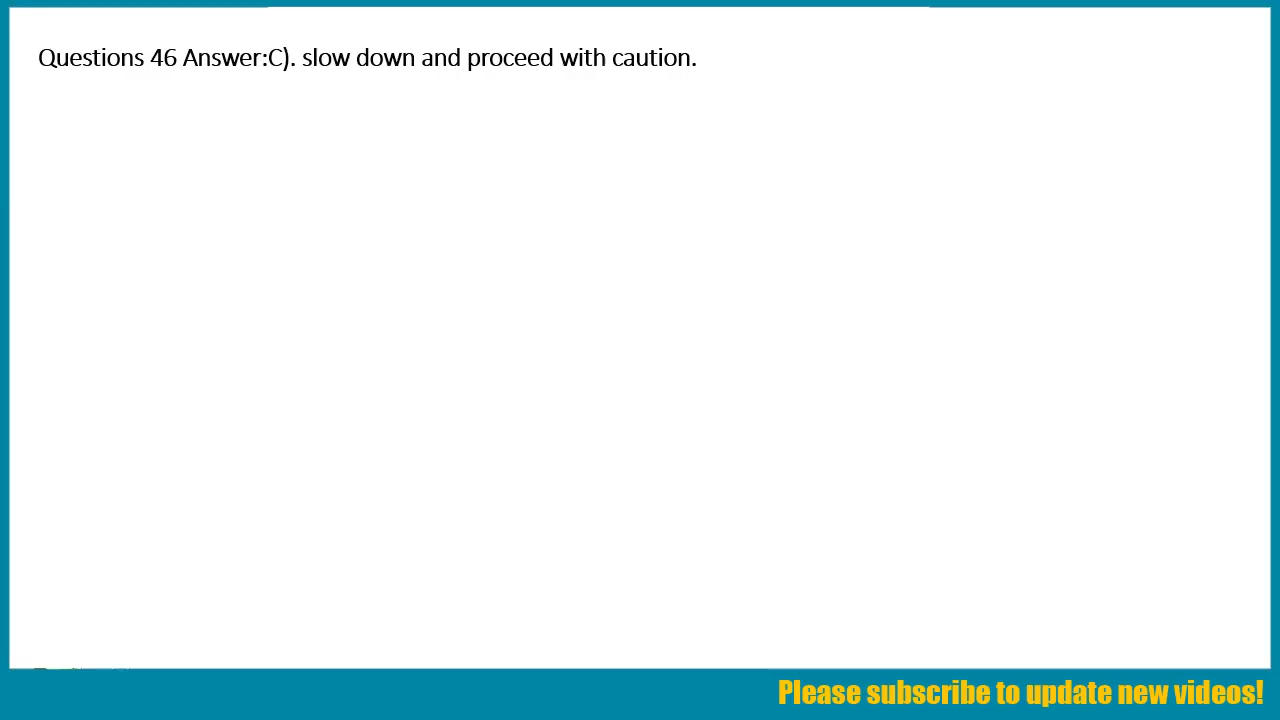 Questions 46 Answer:C). slow down and proceed with caution.
Please subscribe to update new videos!